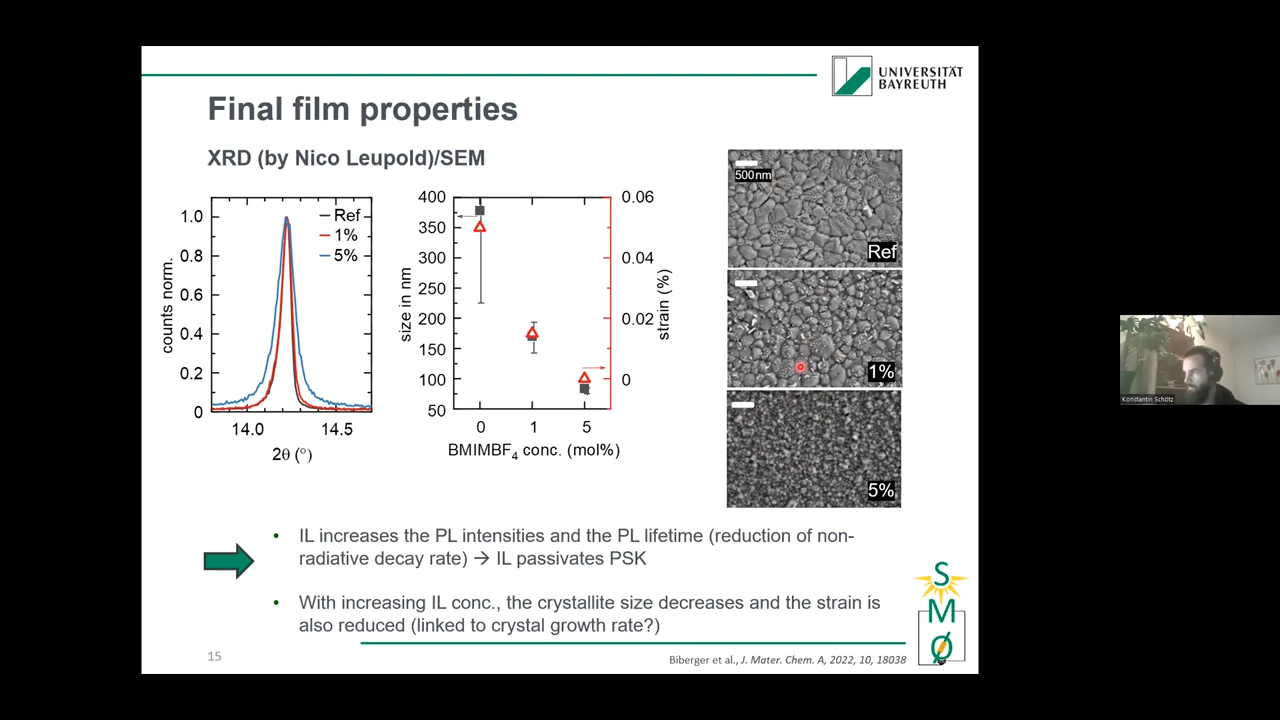 UNIVERSITÄT
BAYREUTH
Final film properties
XRD (by Nico Leupold)/SEM
counts norm.
1.0
0.8
0.6
0.4
0.2
0
Ref
1%
5%
14.0
14.5
2θ (°)
size in nm
400
350
300
250
200
150
100
50
0.06
0.04
0.02
0
strain (%)
0
1
5
BMIMBF₄ conc. (mol%)
500nm
Ref
1%
5%
Konstantin Schötz
• IL increases the PL intensities and the PL lifetime (reduction of non-
radiative decay rate) → IL passivates PSK
• With increasing IL conc., the crystallite size decreases and the strain is
also reduced (linked to crystal growth rate?)
S
M
Ø
15
Biberger et al., J. Mater. Chem. A, 2022, 10, 18038